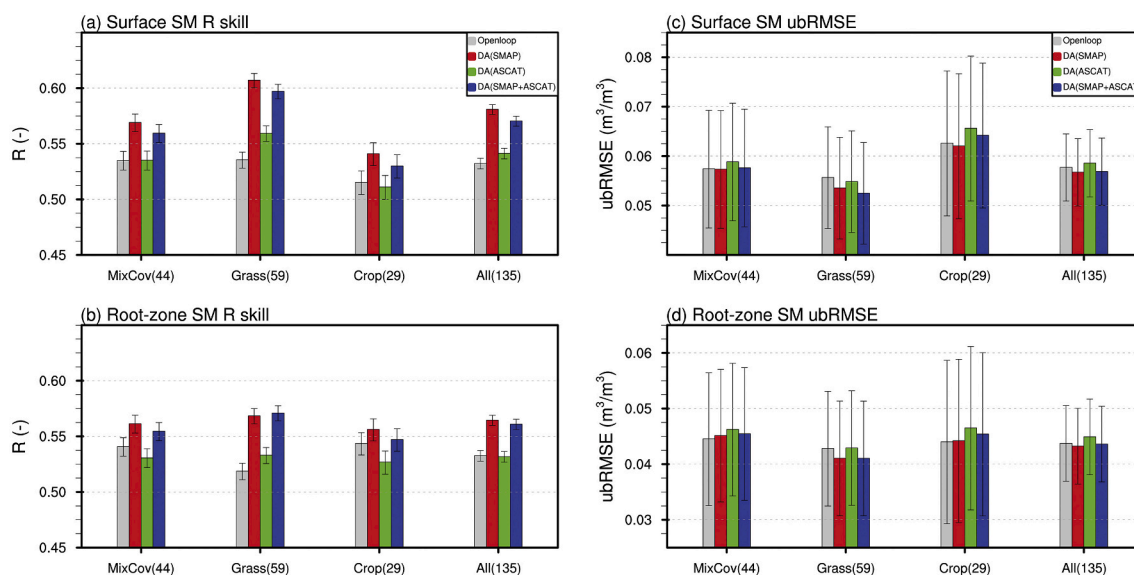 (a) Surface SM R skill
R (-)
0.60
0.55
0.50
0.45
Openloop
DA(SMAP)
DA(ASCAT)
DA(SMAP+ASCAT)
MixCov(44) Grass(59) Crop(29) All(135)
(c) Surface SM ubRMSE
ubRMSE (m³/m³)
0.08
0.07
0.06
0.05
Openloop
DA(SMAP)
DA(ASCAT)
DA(SMAP+ASCAT
MixCov(44) Grass(59) Crop(29) All(135)
(b) Root-zone SM R skill
R (-)
0.60
0.55
0.50
0.45
MixCov(44) Grass(59) Crop(29) All(135)
(d) Root-zone SM ubRMSE
ubRMSE (m³/m³)
0.06
0.05
0.04
0.03
MixCov(44) Grass(59) Crop(29) All(135)